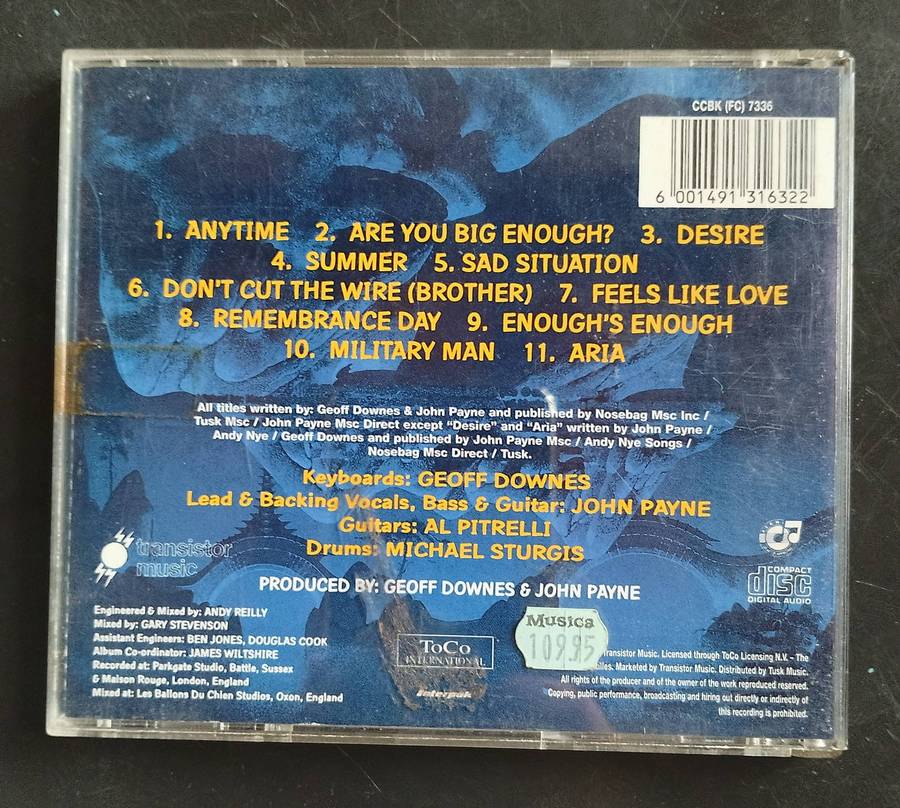 CCBK (FC) 7336
6 001491 316322
1. ANYTIME 2. ARE YOU BIG ENOUGH? 3. DESIRE
4. SUMMER 5. SAD SITUATION
6. DON'T CUT THE WIRE (BROTHER) 7. FEELS LIKE LOVE
8. REMEMBRANCE DAY 9. ENOUGH'S ENOUGH
10. MILITARY MAN 11. ARIA
All titles written by: Geoff Downes & John Payne and published by Nosebag Msc Inc /
Tusk Msc / John Payne Msc Direct except "Desire" and "Aria" written by John Payne /
Andy Nye / Geoff Downes and published by John Payne Msc / Andy Nye Songs /
Nosebag Msc Direct / Tusk.
Keyboards: GEOFF DOWNES
Lead & Backing Vocals, Bass & Guitar: JOHN PAYNE
Guitars: AL PITRELLI
Drums: MICHAEL STURGIS
transistor
music
COMPACT
disc
DIGITAL AUDIO
PRODUCED BY: GEOFF DOWNES & JOHN PAYNE
Engineered & Mixed by: ANDY REILLY
Mixed by: GARY STEVENSON
Assistant Engineers: BEN JONES, DOUGLAS COOK
Album Co-ordinator: JAMES WILTSHIRE
Recorded at: Parkgate Studio, Battle, Sussex
& Maison Rouge, London, England
Mixed at: Les Ballons Du Chien Studios, Oxon, England
ToCo
INTERNATIONAL
Interpak
Musica
109.95
Transistor Music. Licensed through ToCo Licensing N.V. – The
Marketed by Transistor Music. Distributed by Tusk Music.
All rights of the producer and of the owner of the work reproduced reserved.
Copying, public performance, broadcasting and hiring out directly or indirectly of
this recording is prohibited.